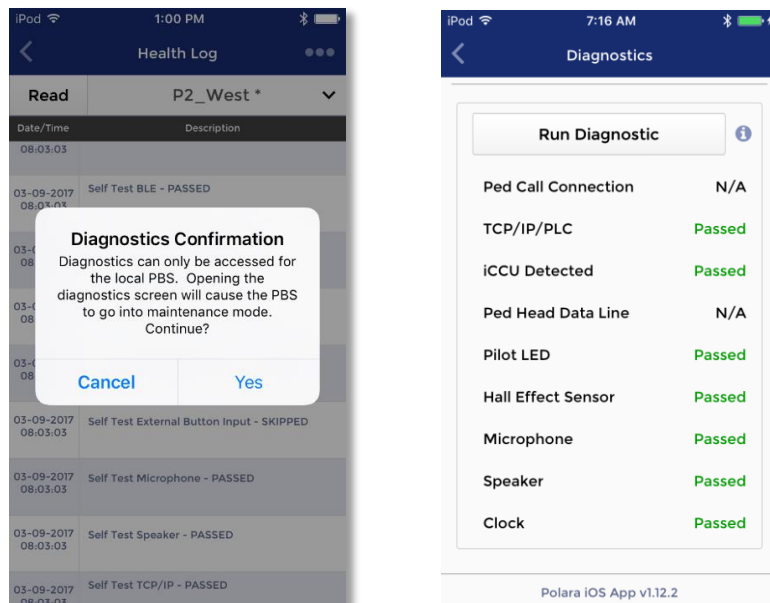 iPod 1:00 PM
Health Log
Read P2_West *
Date/Time Description
08:03:03
03-09-2017 Self Test BLE - PASSED
08:03:03
Diagnostics Confirmation
Diagnostics can only be accessed for
the local PBS. Opening the
diagnostics screen will cause the PBS
to go into maintenance mode.
Continue?
Cancel Yes
03-09-2017 Self Test External Button Input - SKIPPED
08:03:03
03-09-2017 Self Test Microphone - PASSED
08:03:03
03-09-2017 Self Test Speaker - PASSED
08:03:03
03-09-2017 Self Test TCP/IP - PASSED
08:03:03
iPod 7:16 AM
Diagnostics
Run Diagnostic
Ped Call Connection N/A
TCP/IP/PLC Passed
iCCU Detected Passed
Ped Head Data Line N/A
Pilot LED Passed
Hall Effect Sensor Passed
Microphone Passed
Speaker Passed
Clock Passed
Polara iOS App v1.12.2